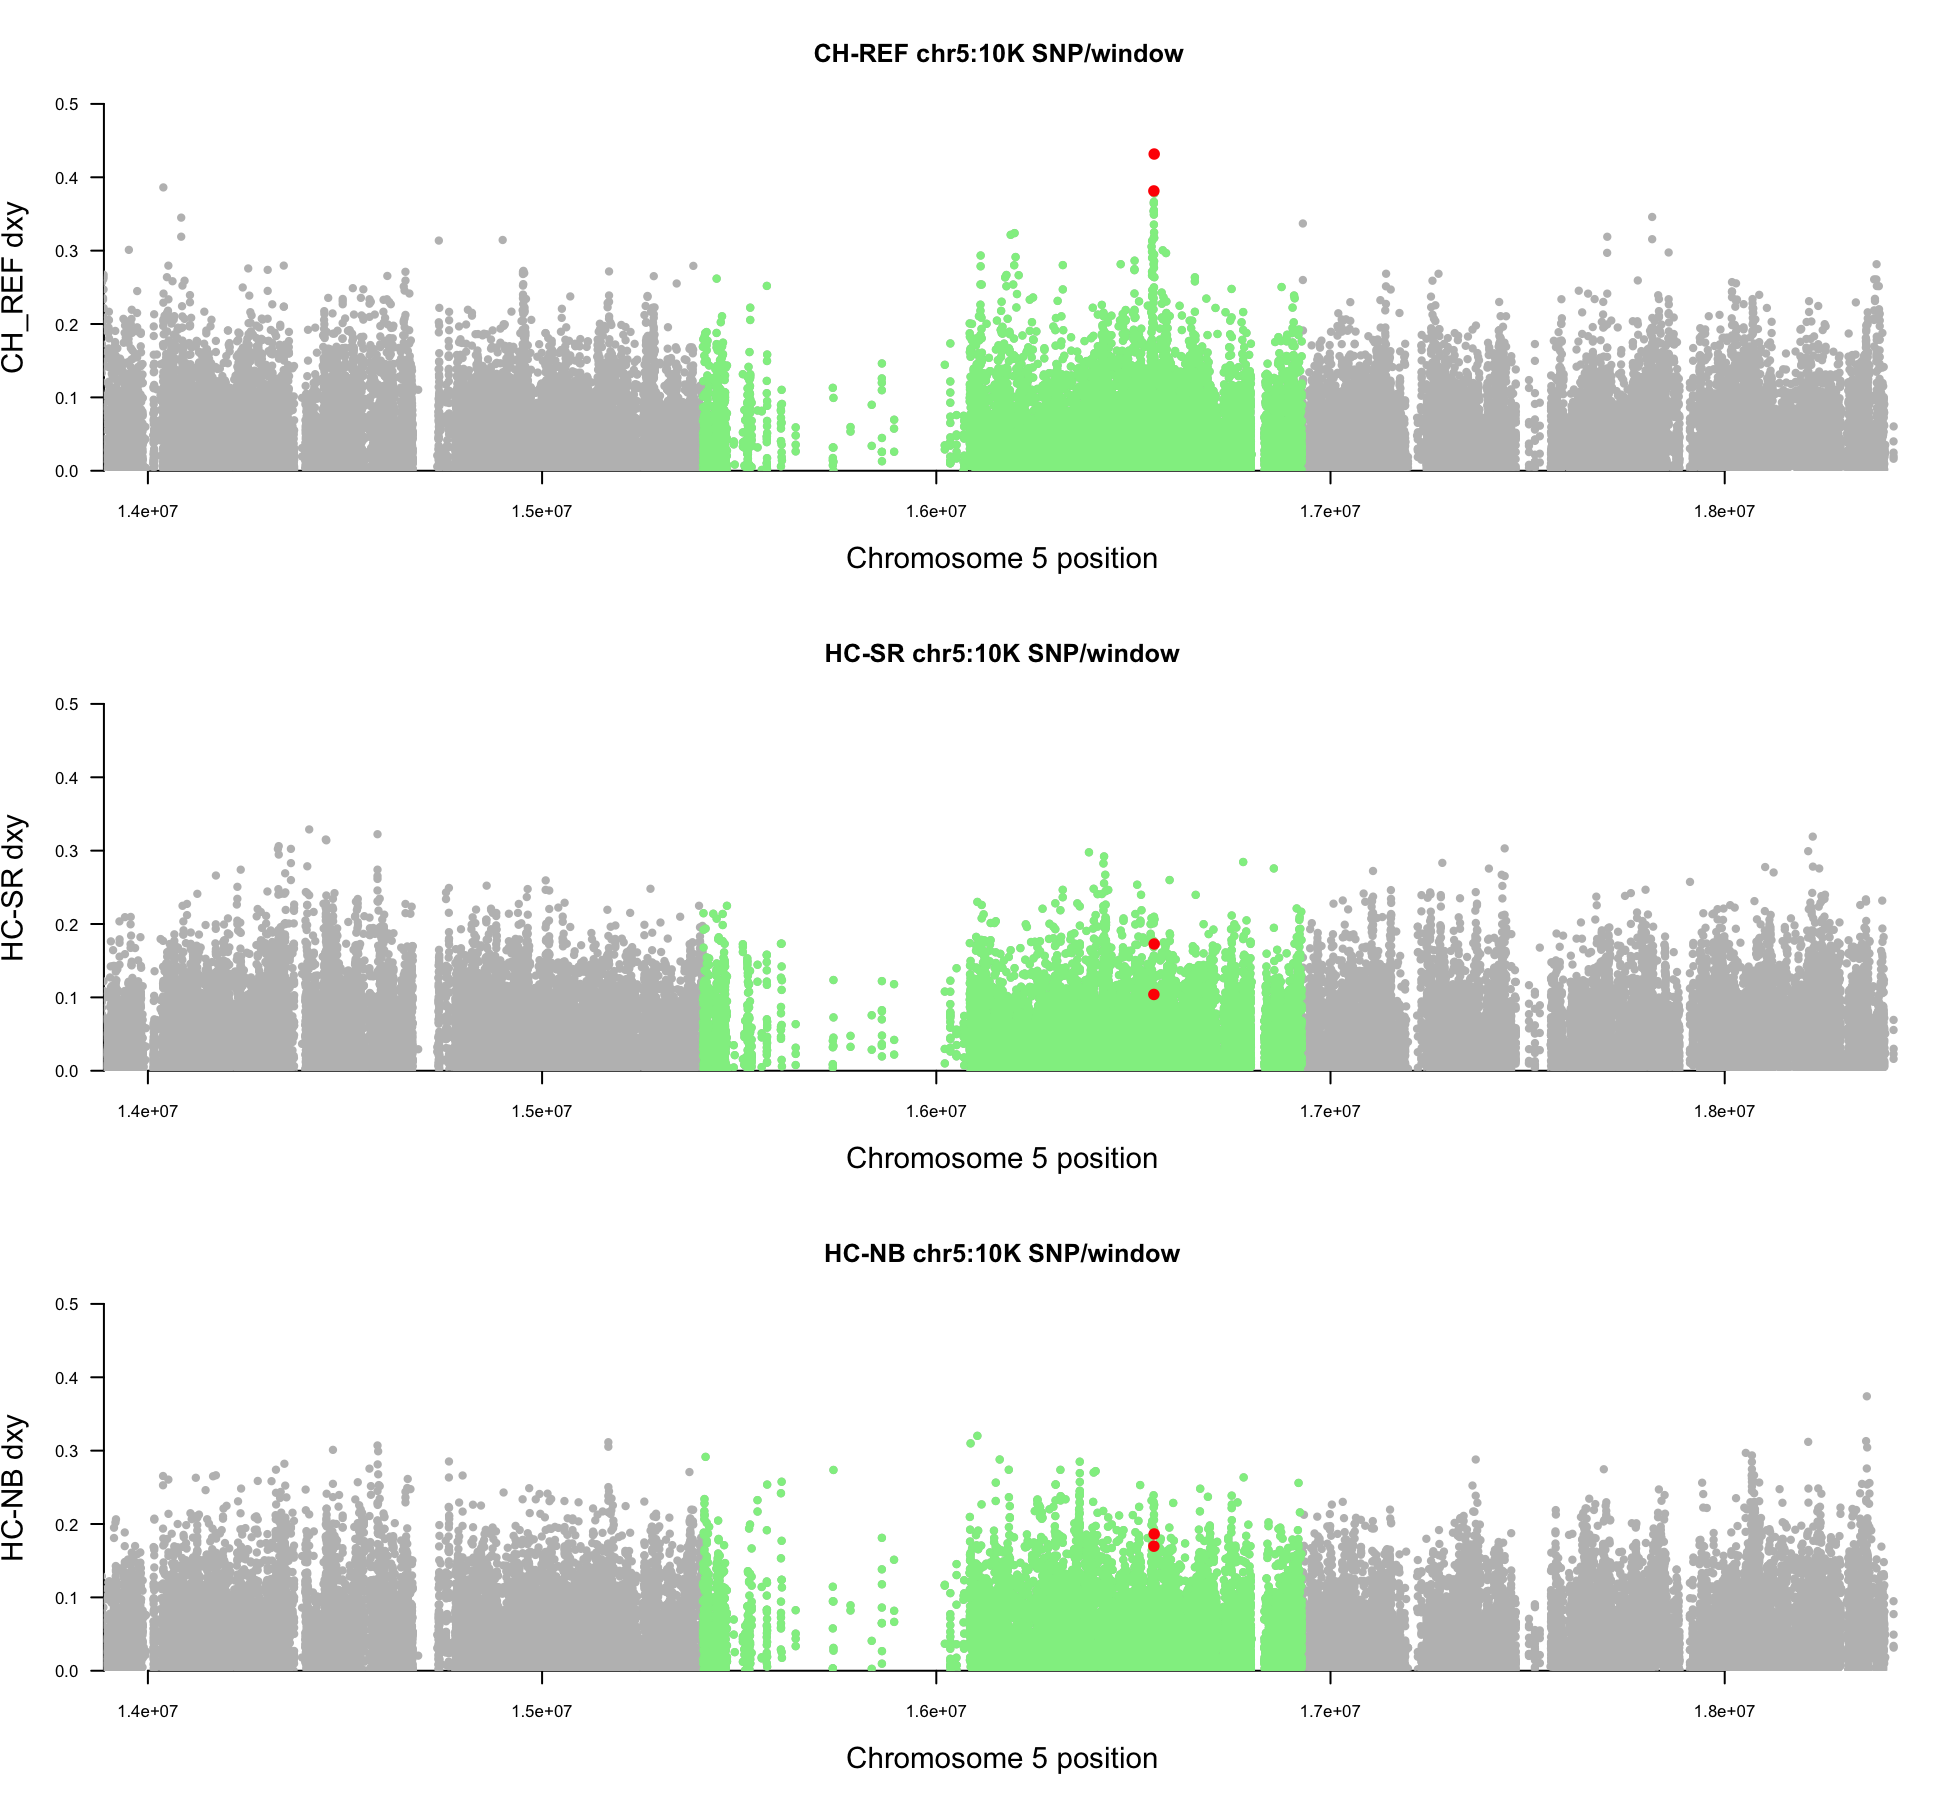 CH-REF chr5:10K SNP/window
CH_REF dxy
0.5
0.4
0.3
0.2
0.1
0.0
1.4e+07 1.5e+07 1.6e+07 1.7e+07 1.8e+07
Chromosome 5 position
HC-SR chr5:10K SNP/window
HC-SR dxy
0.5
0.4
0.3
0.2
0.1
0.0
1.4e+07 1.5e+07 1.6e+07 1.7e+07 1.8e+07
Chromosome 5 position
HC-NB chr5:10K SNP/window
HC-NB dxy
0.5
0.4
0.3
0.2
0.1
0.0
1.4e+07 1.5e+07 1.6e+07 1.7e+07 1.8e+07
Chromosome 5 position